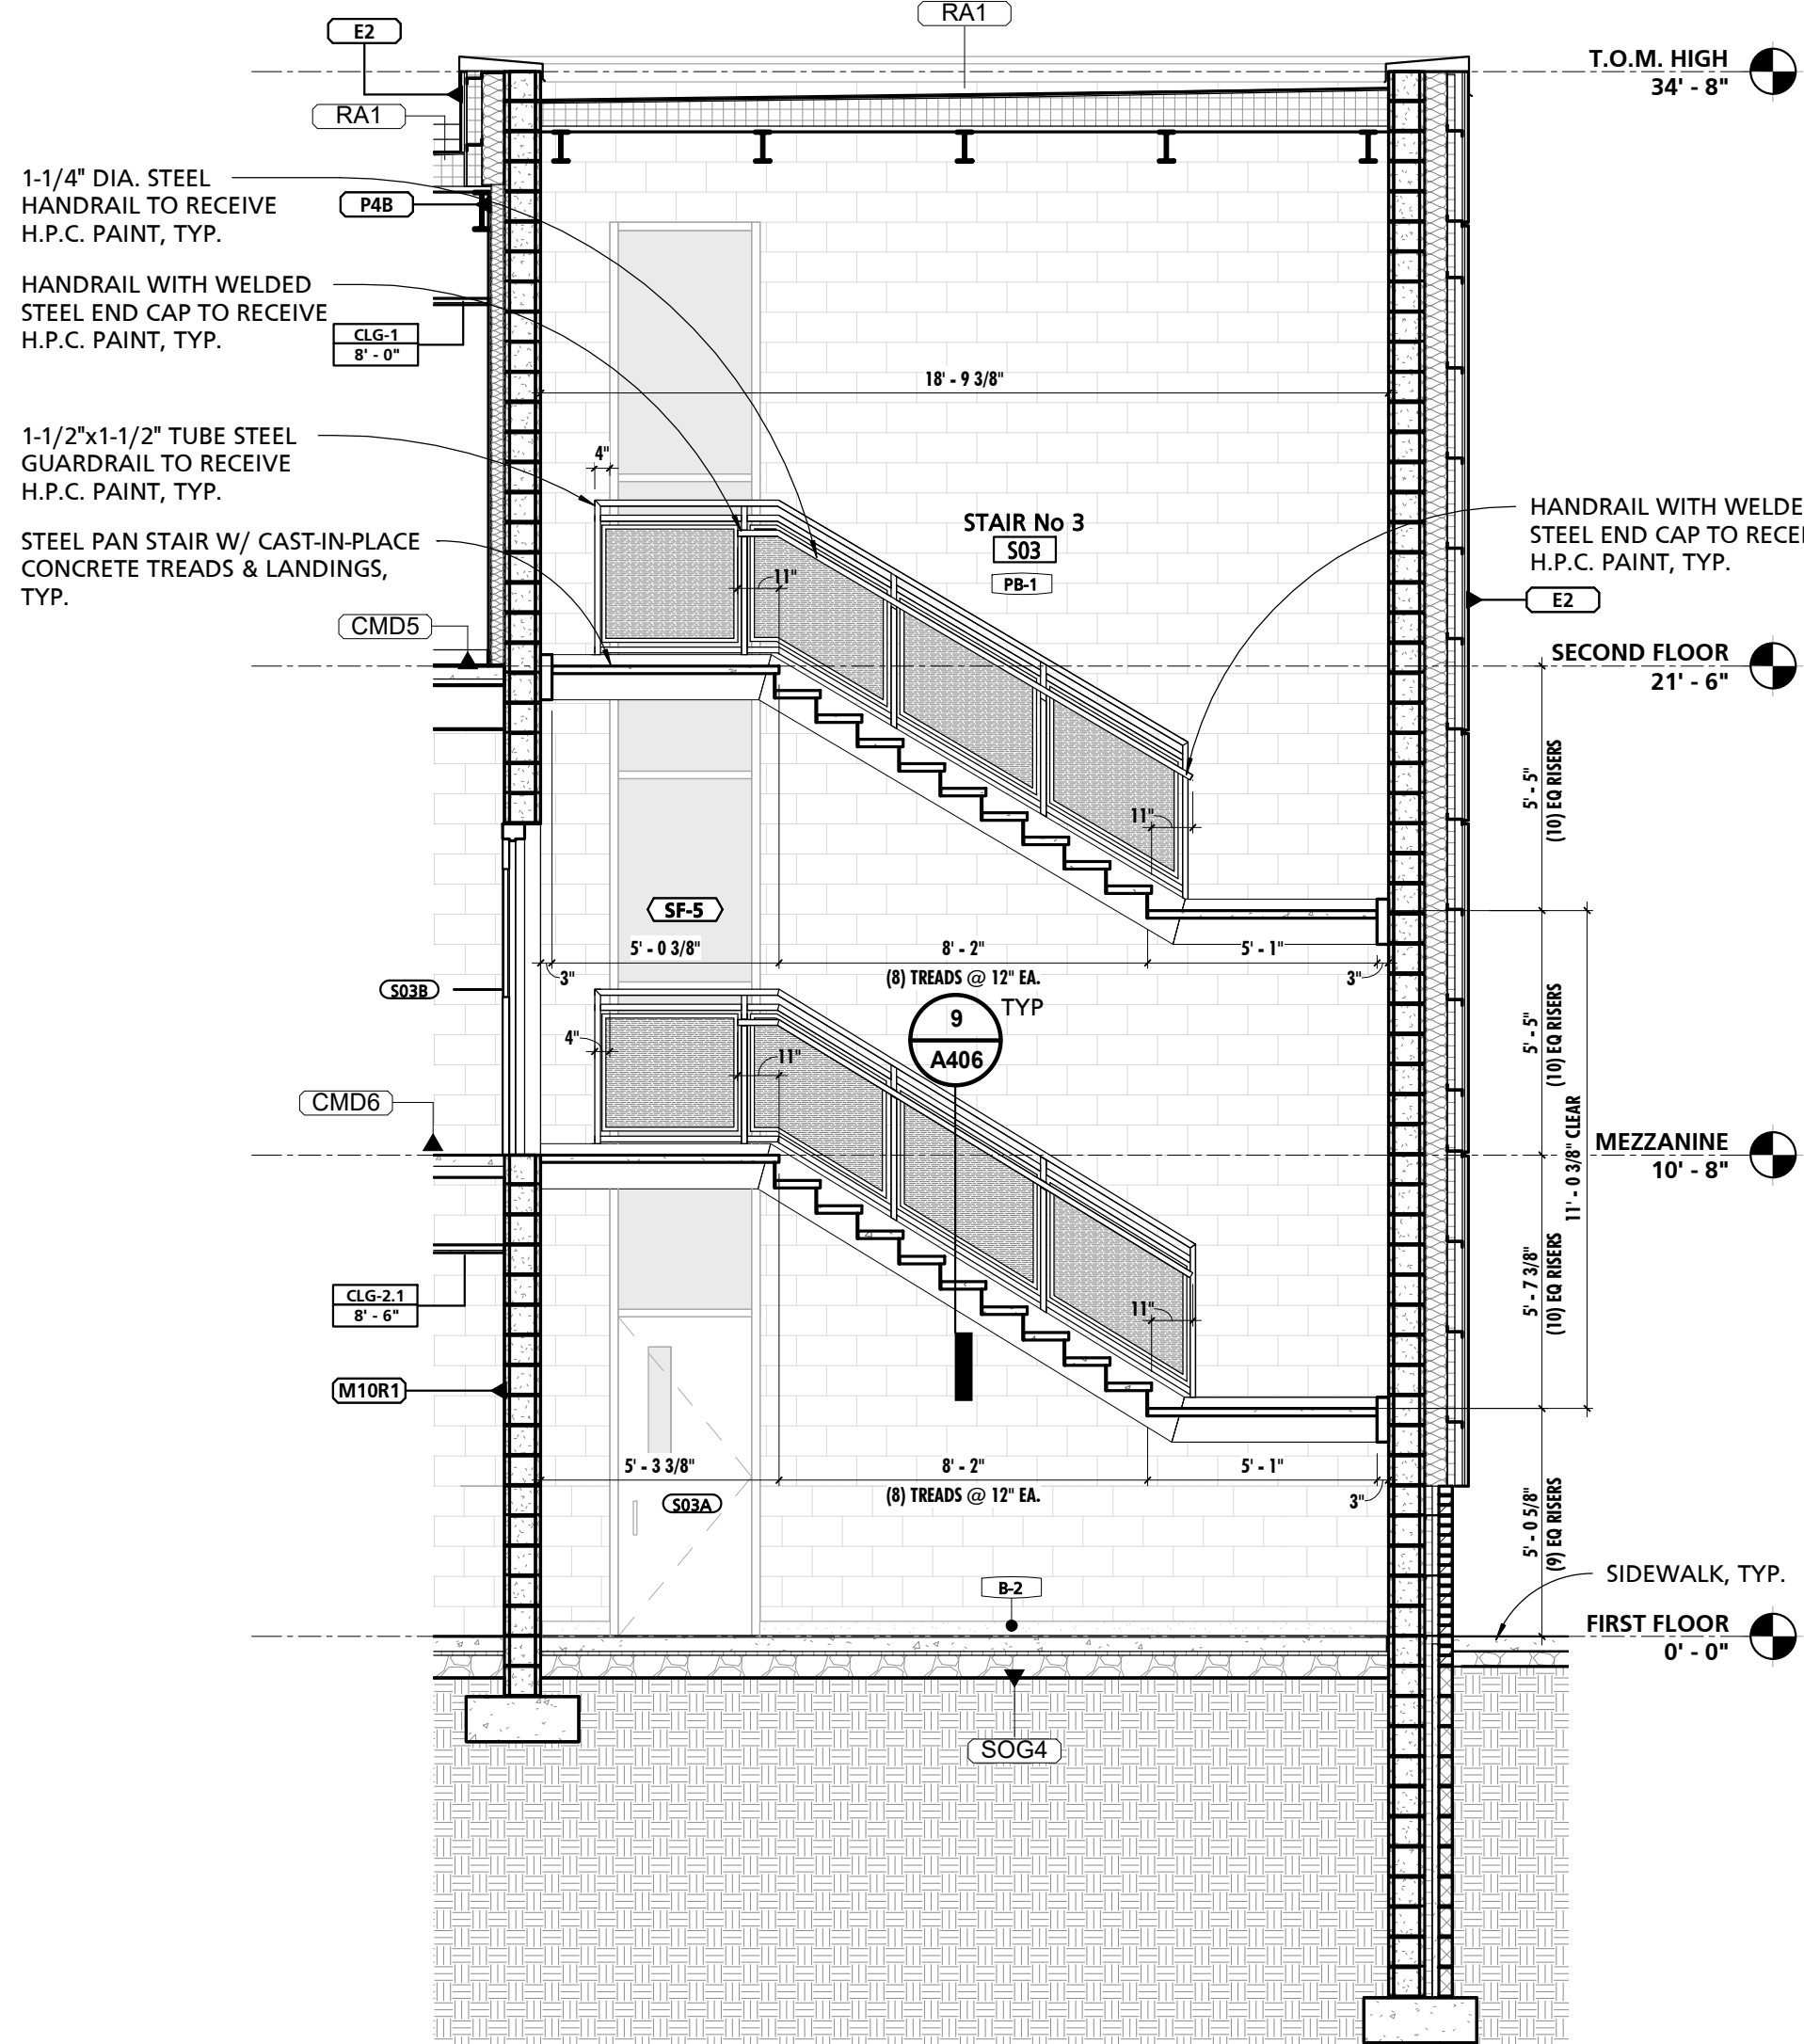 RA1
E2
T.O.M. HIGH
34' - 8"
RA1
1-1/4" DIA. STEEL
HANDRAIL TO RECEIVE
H.P.C. PAINT, TYP.
P4B
HANDRAIL WITH WELDED
STEEL END CAP TO RECEIVE
H.P.C. PAINT, TYP.
CLG-1
8' - 0"
18' - 9 3/8"
1-1/2"x1-1/2" TUBE STEEL
GUARDRAIL TO RECEIVE
H.P.C. PAINT, TYP.
4"
STEEL PAN STAIR W/ CAST-IN-PLACE
CONCRETE TREADS & LANDINGS,
TYP.
STAIR No 3
S03
PB-1
11"
HANDRAIL WITH WELDE
STEEL END CAP TO RECEI
H.P.C. PAINT, TYP.
E2
CMD5
SECOND FLOOR
21' - 6"
5' - 5"
(10) EQ RISERS
11"
SF-5
5' - 0 3/8"
8' - 2"
5' - 1"
3"
(8) TREADS @ 12" EA.
3"
S03B
9
A406
TYP
4"
11"
5' - 5"
(10) EQ RISERS
11' - 0 3/8" CLEAR
CMD6
MEZZANINE
10' - 8"
5' - 7 3/8"
(10) EQ RISERS
CLG-2.1
8' - 6"
11"
M10R1
5' - 3 3/8"
8' - 2"
5' - 1"
(8) TREADS @ 12" EA.
3"
S03A
5' - 0 5/8"
(9) EQ RISERS
B-2
SIDEWALK, TYP.
FIRST FLOOR
0' - 0"
SOG4